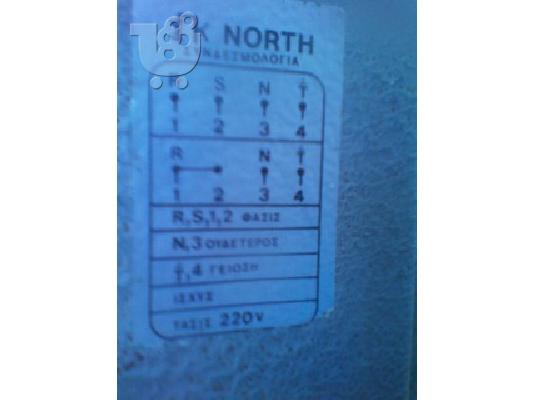 NORTH
ΣΥΝΔΕΣΜΟΛΟΓΙΑ
R S N
1 2 3 4
R N
1 2 3 4
R,S,1,2 ΦΑΣΙΣ
N,3 ΟΥΔΕΤΕΡΟΣ
,4 ΓΕΙΩΣΗ
ΙΣΧΥΣ
ΤΑΣΙΣ 220V